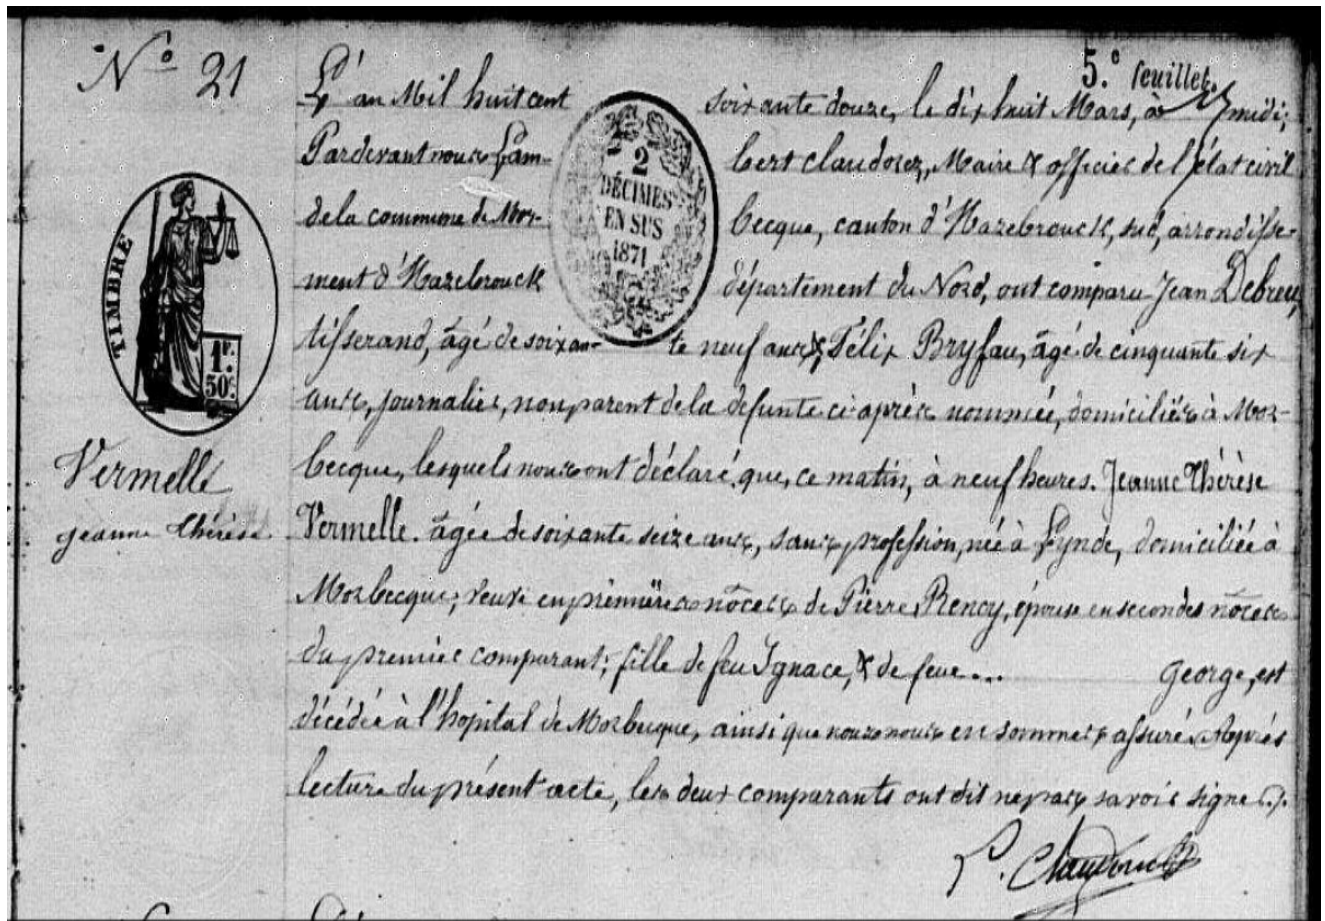 5.e feuillet.
N.o 21
L'an Mil huit cent soixante douze, le dix huit Mars, à midi,
Pardevant nous Lambert Claudorez, Maire & officier de l'état civil
2
DÉCIMES
EN SUS
1871
de la commune de Morbecque, canton d'Hazebrouck, sud, arrondisse-
ment d'Hazebrouck département du Nord, ont comparu Jean Debreu,
TIMBRE
1F.
50c.
tisserand, âgé de soixante neuf ans & Félix Bryfau, âgé de cinquante six
ans, journalier, non parent de la defunte ci-après nommée, domiciliés à Mor-
Vermelle
Jeanne Thérèse
becque, lesquels nous ont déclaré, que, ce matin, à neuf heures. Jeanne Thérèse
Vermelle. âgée de soixante seize ans, sans profession, née à Lynde, domiciliée à
Morbecque, veuve en premières nôces de Pierre Rency, épouse en secondes nôces
du premier comparant; fille de feu Ignace, & de feue... George, est
décédée à l'hopital de Morbecque, ainsi que nous nous en sommes assuré. Après
lecture du présent acte, les deux comparants ont dit ne pas savoir signer.